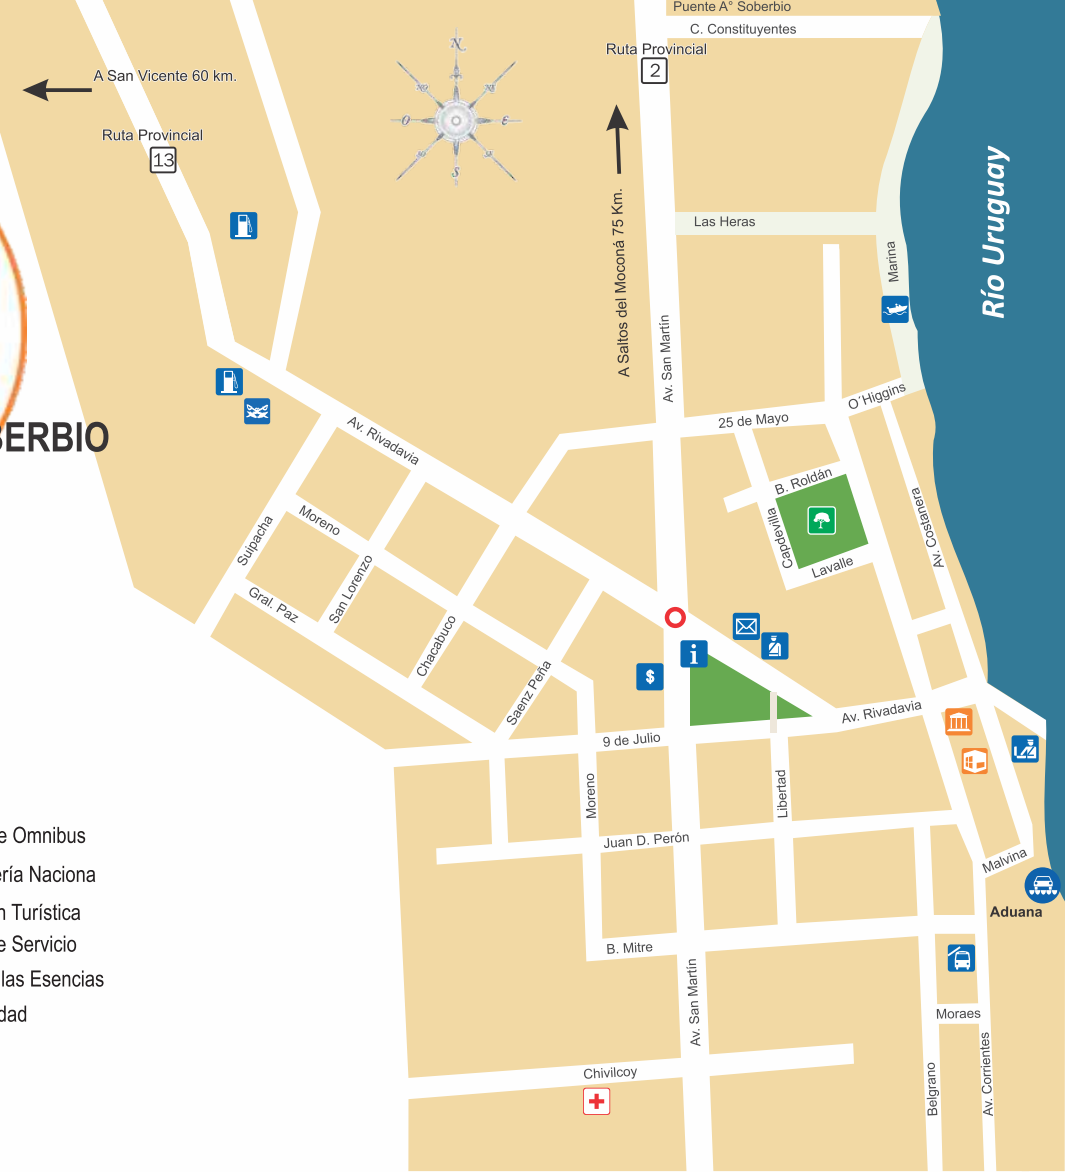 Puente A° Soberbio
C. Constituyentes
Ruta Provincial
2
A San Vicente 60 km.
Ruta Provincial
13
N
O
E
S
A Saltos del Moconá 75 Km.
Las Heras
Marina
Río Uruguay
Av. San Martín
O´Higgins
25 de Mayo
BERBIO
Av. Rivadavia
B. Roldán
Capdevilla
Lavalle
Av. Costanera
Suipacha
Moreno
San Lorenzo
Gral. Paz
Chacabuco
Saenz Peña
i
$
9 de Julio
Av. Rivadavia
Moreno
Libertad
Juan D. Perón
Malvina
Aduana
B. Mitre
Av. San Martín
Moraes
Belgrano
Av. Corrientes
Chivilcoy
e Omnibus
ería Naciona
n Turística
e Servicio
las Esencias
dad